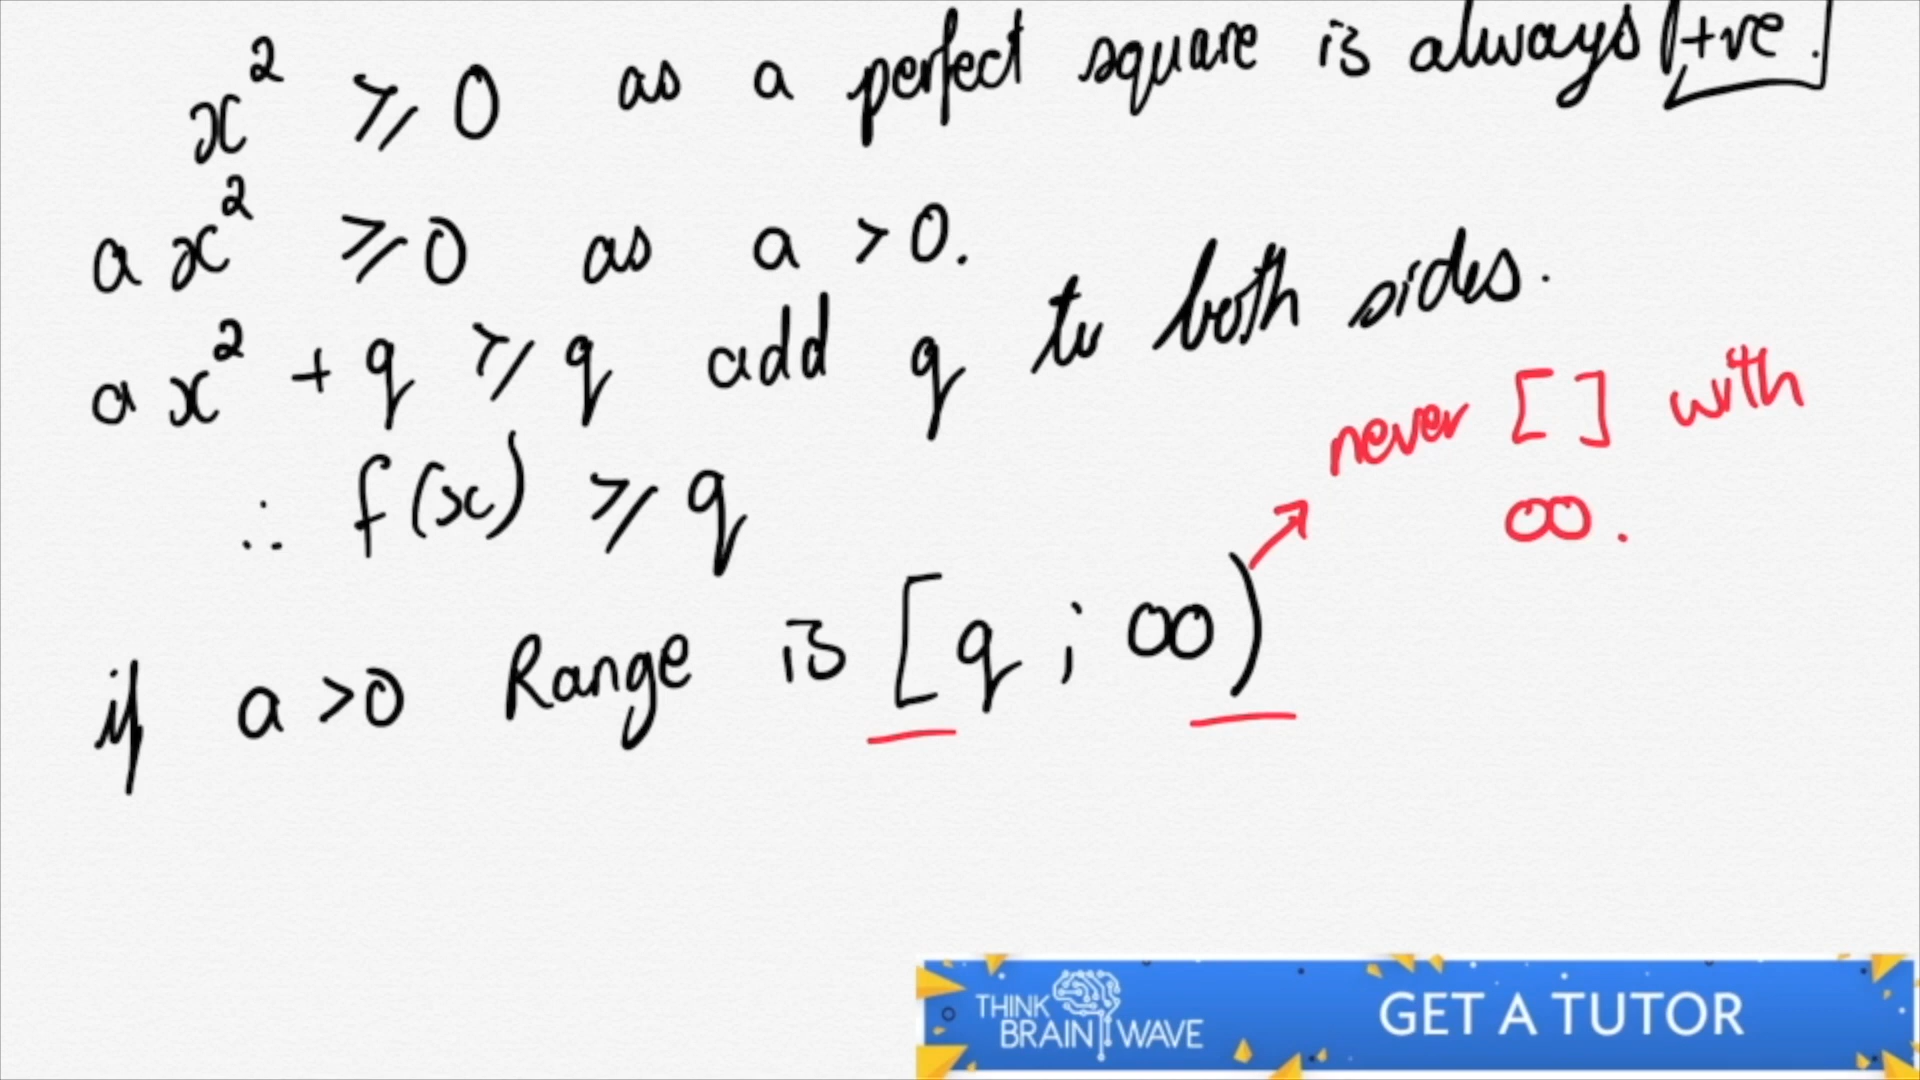 x² ⩾ 0 as a perfect square is always +ve.
ax² ⩾ 0 as a > 0.
ax² + q ⩾ q add q to both sides.
∴ f(x) ⩾ q
never [ ] with
∞.
if a > 0 Range is [q ; ∞)
THINK
BRAIN WAVE
GET A TUTOR